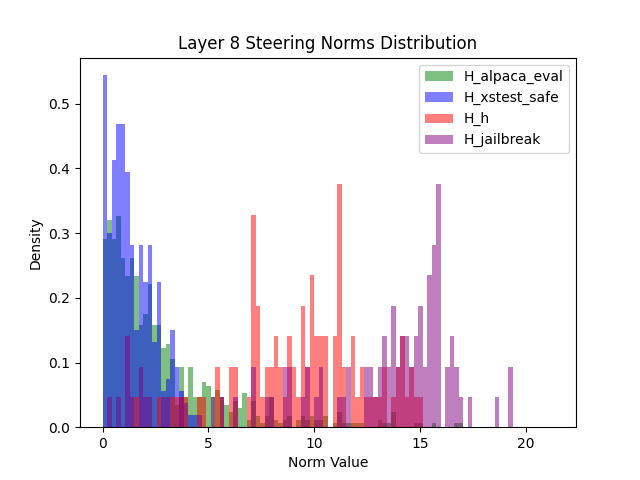 Layer 8 Steering Norms Distribution
H_alpaca_eval
H_xstest_safe
H_h
H_jailbreak
Density
0.5
0.4
0.3
0.2
0.1
0.0
0
5
10
15
20
Norm Value